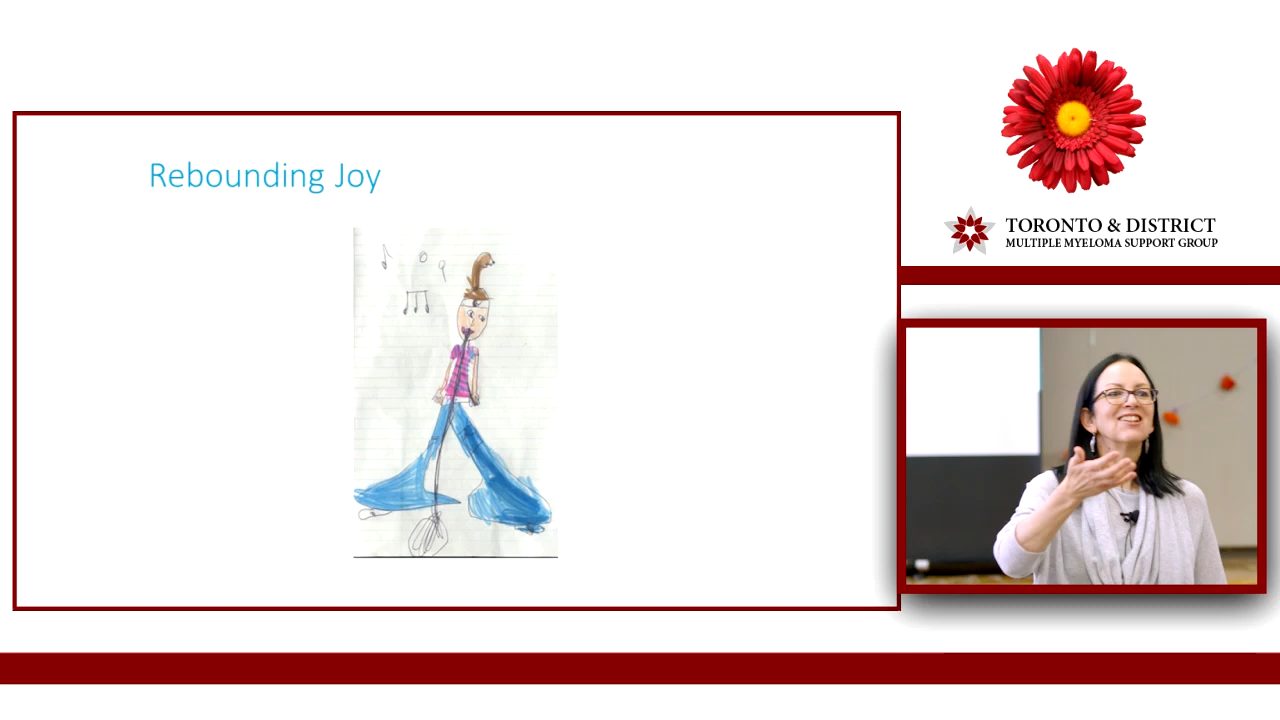 Rebounding Joy
TORONTO & DISTRICT
MULTIPLE MYELOMA SUPPORT GROUP